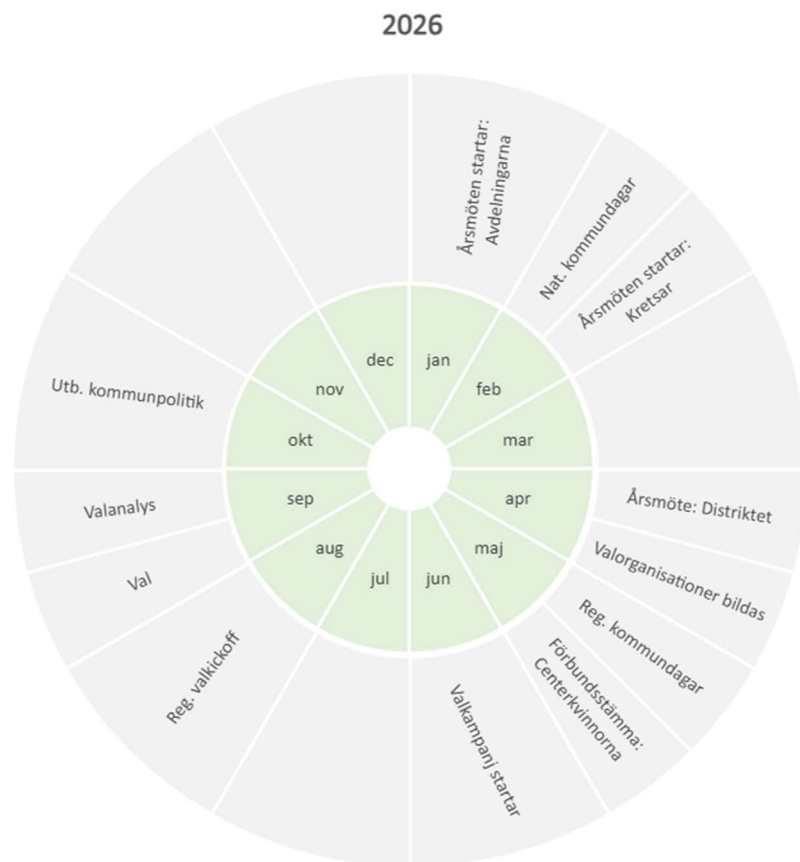 2026
jan
feb
mar
apr
maj
jun
jul
aug
sep
okt
nov
dec
Årsmöten startar:
Avdelningarna
Nat. kommundagar
Årsmöten startar:
Kretsar
Årsmöte: Distriktet
Valorganisationer bildas
Reg. kommundagar
Förbundsstämma:
Centerkvinnorna
Valkampanj startar
Reg. valkickoff
Val
Valanalys
Utb. kommunpolitik